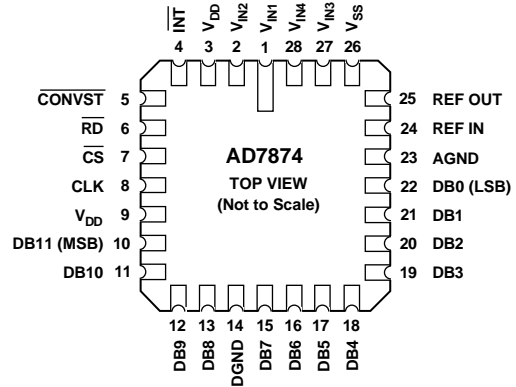 INT VDD VIN2 VIN1 VIN4 VIN3 VSS
4 3 2 1 28 27 26
CONVST 5
RD 6
CS 7
CLK 8
VDD 9
DB11 (MSB) 10
DB10 11
AD7874
TOP VIEW
(Not to Scale)
25 REF OUT
24 REF IN
23 AGND
22 DB0 (LSB)
21 DB1
20 DB2
19 DB3
12 13 14 15 16 17 18
DB9 DB8 DGND DB7 DB6 DB5 DB4